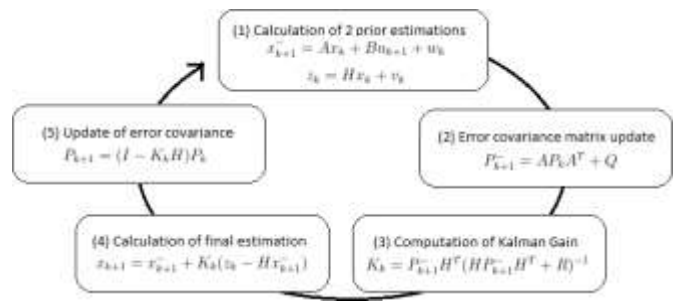 (1) Calculation of 2 prior estimations
x⁻ₖ₊₁ = Axₖ + Buₖ₊₁ + wₖ
zₖ = Hxₖ + vₖ
(2) Error covariance matrix update
P⁻ₖ₊₁ = APₖAᵀ + Q
(3) Computation of Kalman Gain
Kₖ = P⁻ₖ₊₁Hᵀ(HP⁻ₖ₊₁Hᵀ + R)⁻¹
(4) Calculation of final estimation
xₖ₊₁ = x⁻ₖ₊₁ + Kₖ(zₖ − Hx⁻ₖ₊₁)
(5) Update of error covariance
Pₖ₊₁ = (I − KₖH)Pₖ